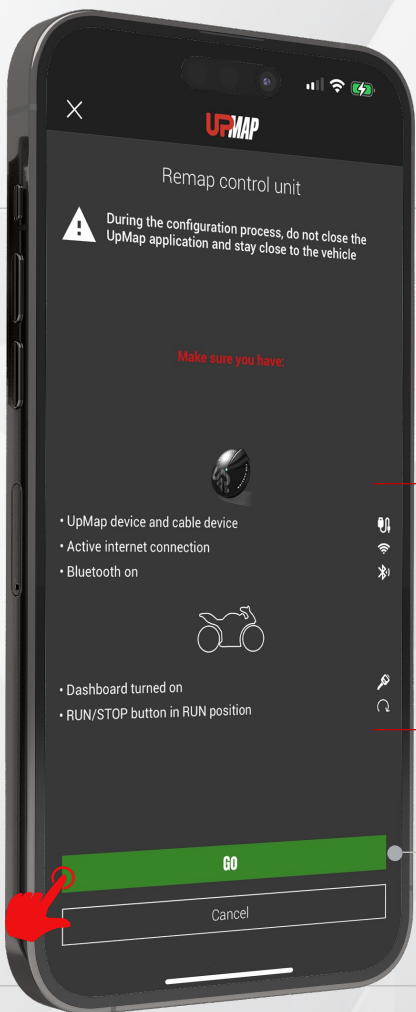 UPMAP
Remap control unit
During the configuration process, do not close the
UpMap application and stay close to the vehicle
Make sure you have:
• UpMap device and cable device
• Active internet connection
• Bluetooth on
• Dashboard turned on
• RUN/STOP button in RUN position
GO
Cancel